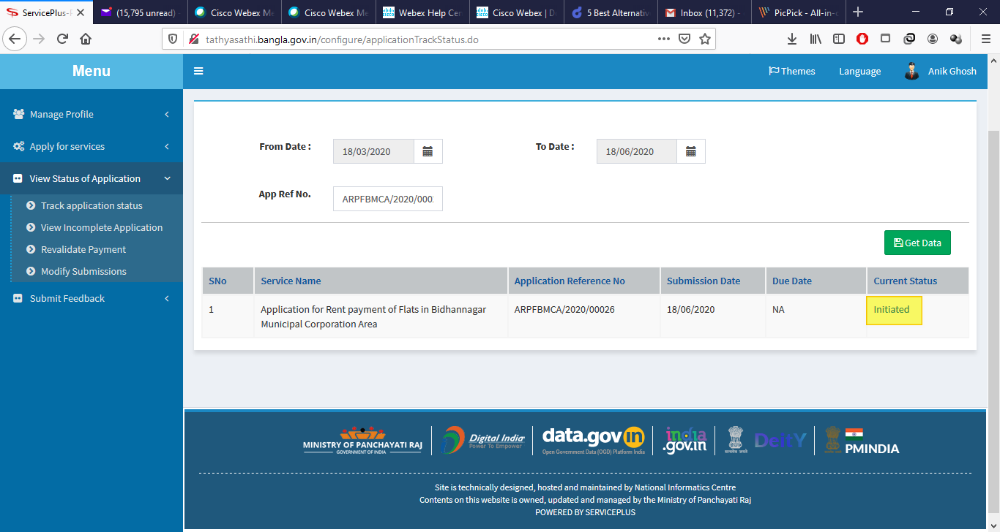 ServicePlus-
(15,795 unread)
Cisco Webex Me
Cisco Webex Me
Webex Help Cen
Cisco Webex | D
5 Best Alternativ
Inbox (11,372) -
PicPick - All-in-
tathyasathi.bangla.gov.in/configure/applicationTrackStatus.do
Menu
Themes
Language
Anik Ghosh
Manage Profile
Apply for services
View Status of Application
Track application status
View Incomplete Application
Revalidate Payment
Modify Submissions
Submit Feedback
From Date :
18/03/2020
To Date :
18/06/2020
App Ref No.
ARPFBMCA/2020/000
Get Data
SNo Service Name Application Reference No Submission Date Due Date Current Status
1 Application for Rent payment of Flats in Bidhannagar ARPFBMCA/2020/00026 18/06/2020 NA Initiated
Municipal Corporation Area
MINISTRY OF PANCHAYATI RAJ
GOVERNMENT OF INDIA
Digital India
Power To Empower
data.gov in
Open Government Data (OGD) Platform India
india
.gov.in
सत्यमेव जयते
DeitY
PMINDIA
Site is technically designed, hosted and maintained by National Informatics Centre
Contents on this website is owned, updated and managed by the Ministry of Panchayati Raj
POWERED BY SERVICEPLUS